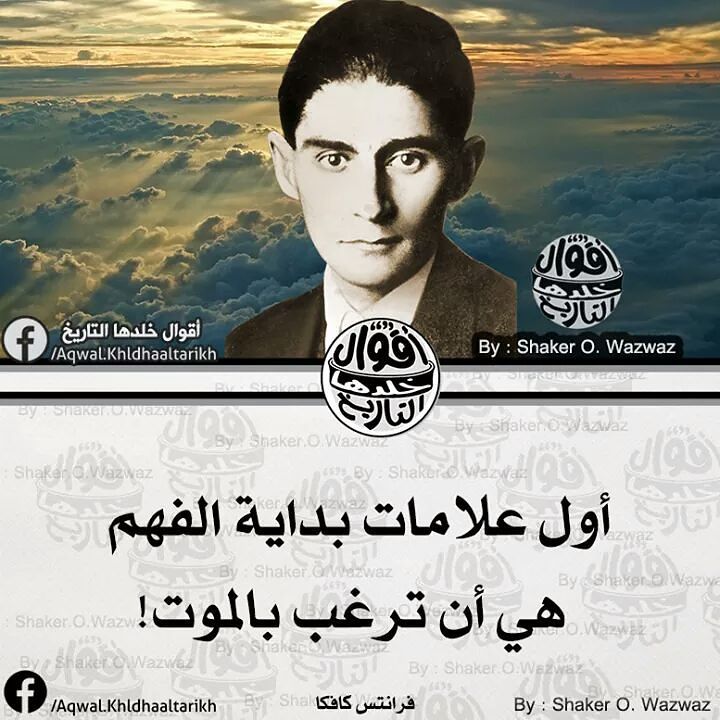 أقوال خلدها التاريخ
/Aqwal.Khldhaaltarikh
أقوال
خلدها
التاريخ
By : Shaker O. Wazwaz
أقوال
خلدها
التاريخ
أول علامات بداية الفهم
هي أن ترغب بالموت!
/Aqwal.Khldhaaltarikh
فرانتس كافكا
By : Shaker O. Wazwaz